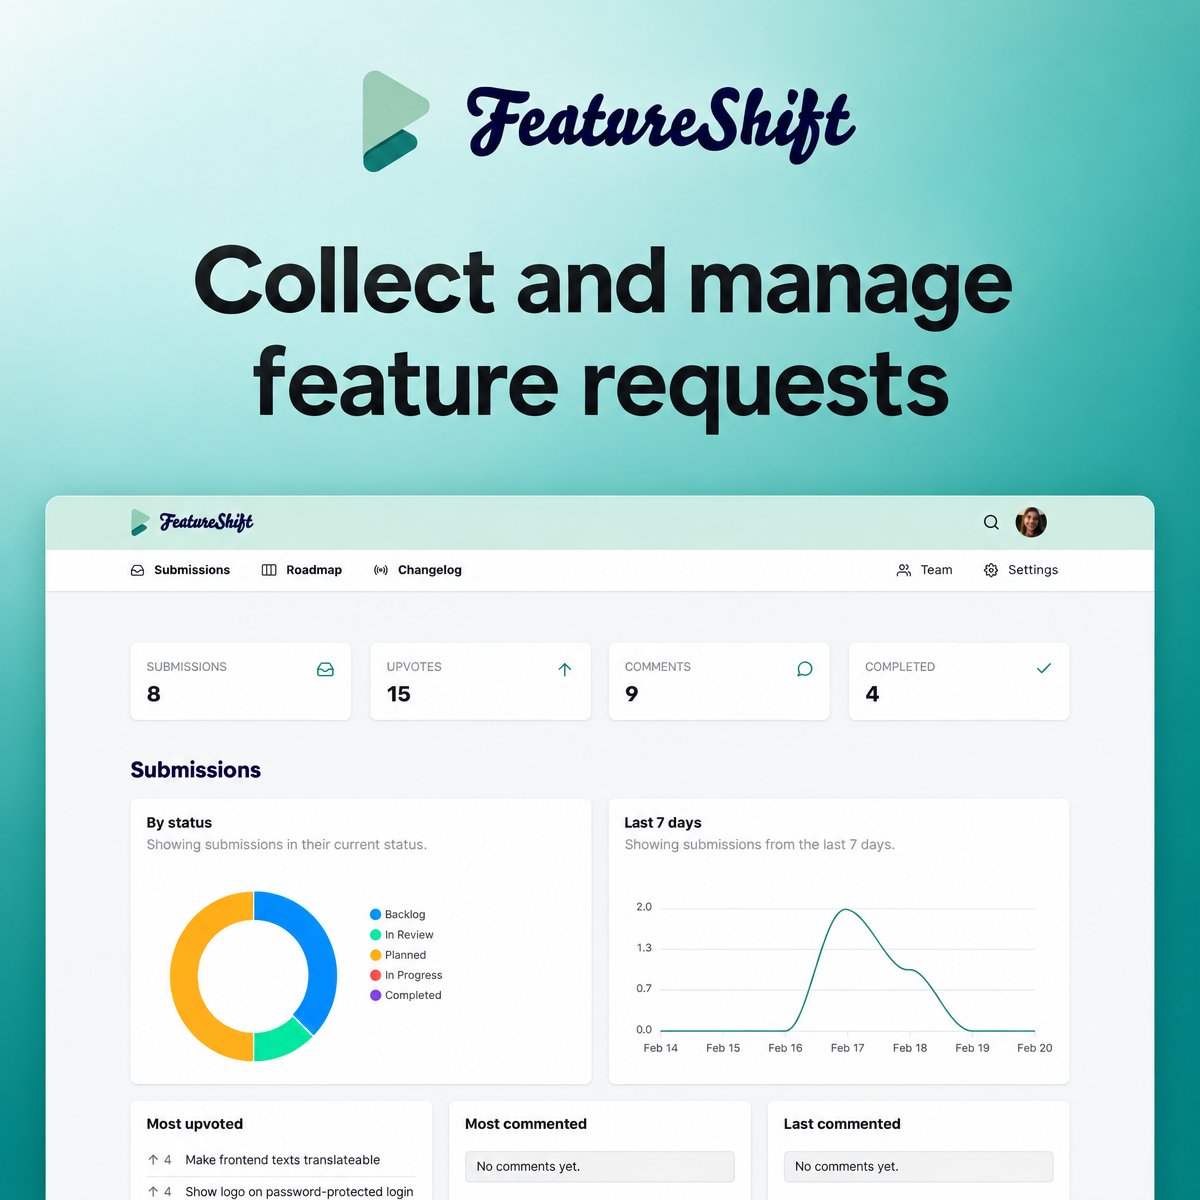 FeatureShift
Collect and manage
feature requests
FeatureShift
Submissions
Roadmap
Changelog
Team
Settings
SUBMISSIONS
8
UPVOTES
15
COMMENTS
9
COMPLETED
4
Submissions
By status
Showing submissions in their current status.
Backlog
In Review
Planned
In Progress
Completed
Last 7 days
Showing submissions from the last 7 days.
2.0
1.3
0.7
0.0
Feb 14 Feb 15 Feb 16 Feb 17 Feb 18 Feb 19 Feb 20
Most upvoted
4 Make frontend texts translateable
4 Show logo on password-protected login
Most commented
No comments yet.
Last commented
No comments yet.